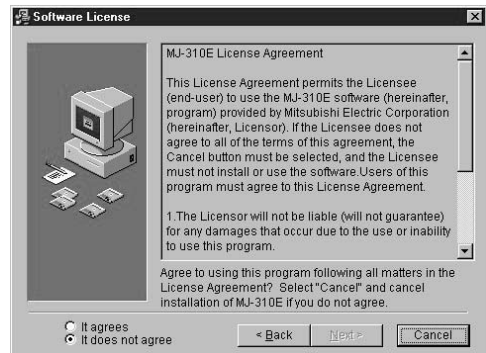 Software License
MJ-310E License Agreement
This License Agreement permits the Licensee
(end-user) to use the MJ-310E software (hereinafter,
program) provided by Mitsubishi Electric Corporation
(hereinafter, Licensor). If the Licensee does not
agree to all of the terms of this agreement, the
Cancel button must be selected, and the Licensee
must not install or use the software.Users of this
program must agree to this License Agreement.
1.The Licensor will not be liable (will not guarantee)
for any damages that occur due to the use or inability
to use this program.
Agree to using this program following all matters in the
License Agreement? Select "Cancel" and cancel
installation of MJ-310E if you do not agree.
It agrees
It does not agree
< Back
Next >
Cancel